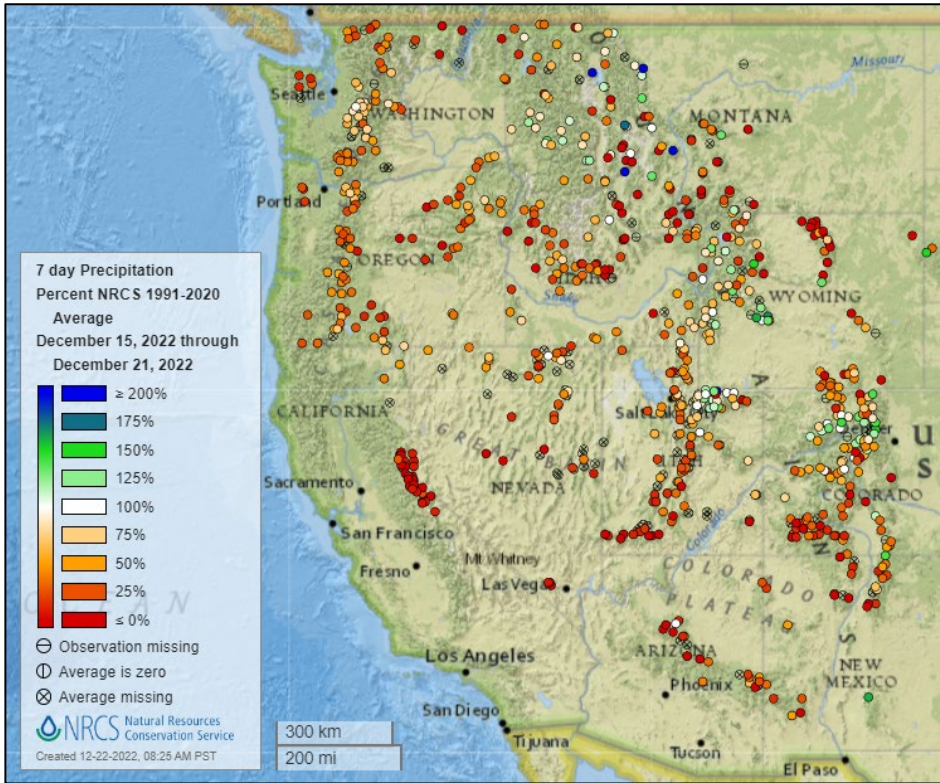 Missouri
Seattle
WASHINGTON
MONTANA
Portland
OREGON
IDAHO
Snake
WYOMING
CALIFORNIA
Salt Lake City
Denver
U
S
GREAT BASIN
UTAH
NEVADA
COLORADO
Sacramento
San Francisco
Colorado
Mt Whitney
Fresno
Las Vegas
COLORADO
PLATEAU
OCEAN
Los Angeles
ARIZONA
Phoenix
NEW
MEXICO
San Diego
Tijuana
Tucson
El Paso
7 day Precipitation
Percent NRCS 1991-2020
Average
December 15, 2022 through
December 21, 2022
≥ 200%
175%
150%
125%
100%
75%
50%
25%
≤ 0%
Observation missing
Average is zero
Average missing
NRCS Natural Resources
Conservation Service
Created 12-22-2022, 08:25 AM PST
300 km
200 mi